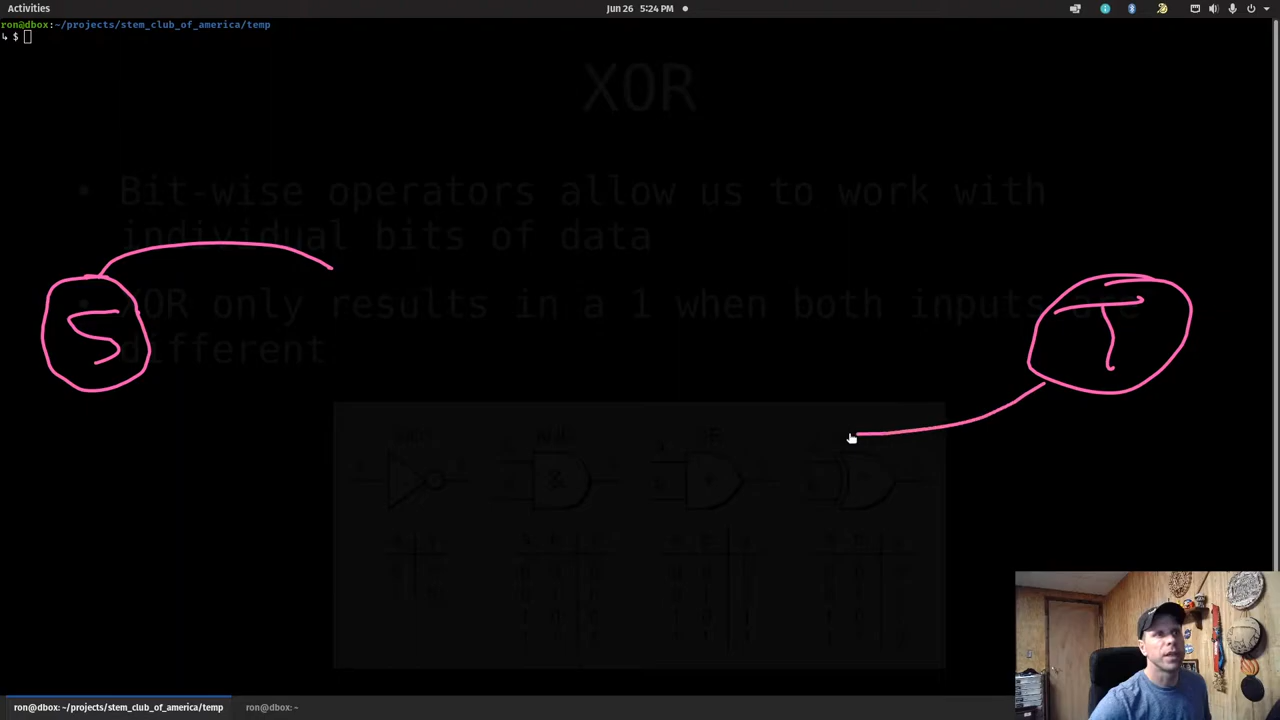 Activities
Jun 26 5:24 PM
ron@dbox:~/projects/stem_club_of_america/temp
↳ $
XOR
• Bit-wise operators allow us to work with
individual bits of data
• XOR only results in a 1 when both inputs are
different
S
T
ron@dbox: ~/projects/stem_club_of_america/temp
ron@dbox: ~